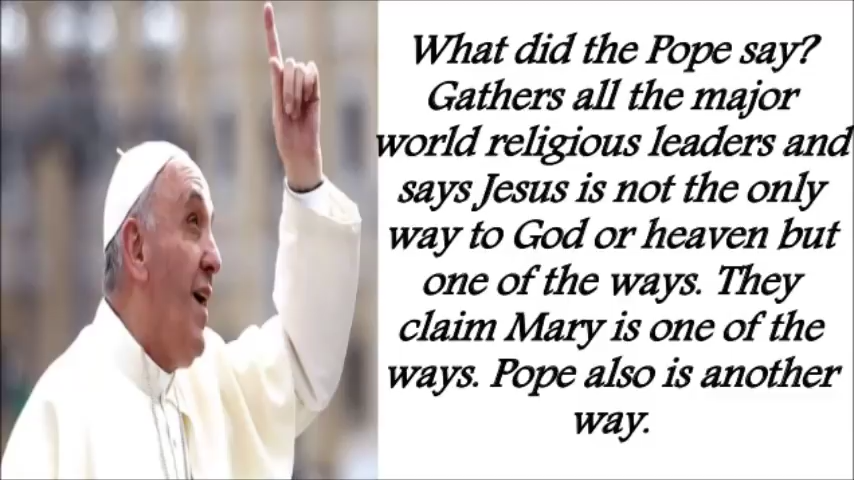 What did the Pope say?
Gathers all the major
world religious leaders and
says Jesus is not the only
way to God or heaven but
one of the ways. They
claim Mary is one of the
ways. Pope also is another
way.